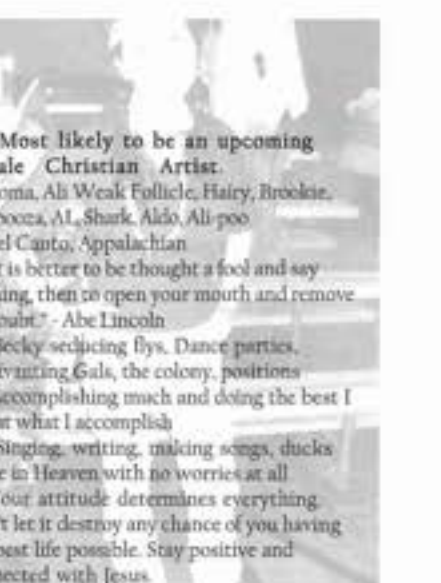 Most likely to be an upcoming
ale Christian Artist.
oma, Ali Weak Follicle, Hairy, Brookie,
booza, AL, Shark, Aldo, Ali-poo
el Canto, Appalachian
t is better to be thought a fool and say
ing, then to open your mouth and remove
oubt." - Abe Lincoln
Becky seducing flys, Dance parties,
Gals, the colony, positions
ccomplishing much and doing the best I
at what I accomplish
Singing, writing, making songs, ducks
e in Heaven with no worries at all
our attitude determines everything.
't let it destroy any chance of you having
best life possible. Stay positive and
nected with Jesus.